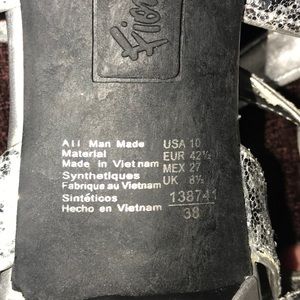 All Man Made
Material
Made in Vietnam
Synthetiques
Fabrique au Vietnam
Sintéticos
Hecho en Vietnam
USA 10
EUR 42½
MEX 27
UK 8½
138741
38